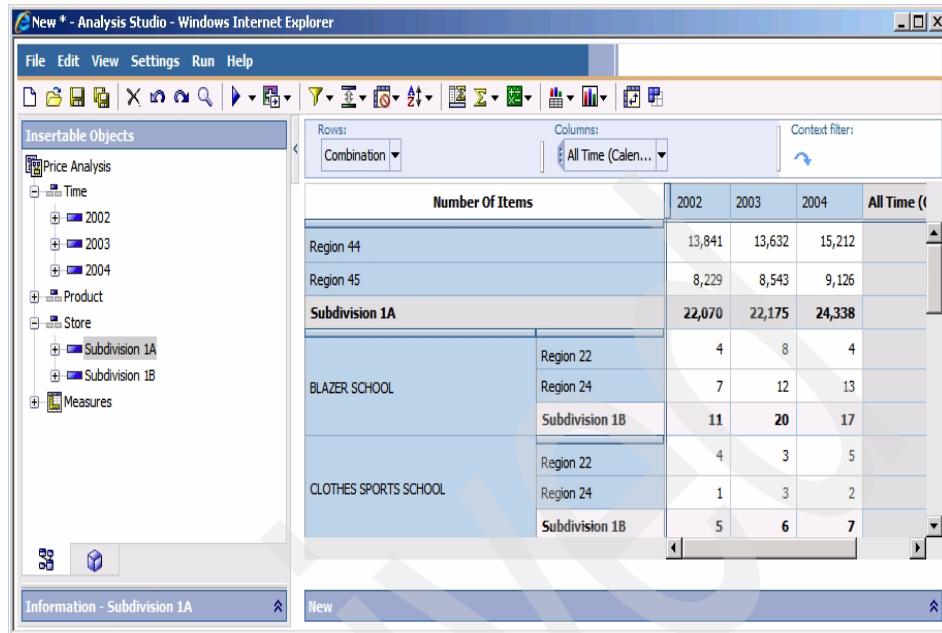 New * - Analysis Studio - Windows Internet Explorer
File Edit View Settings Run Help
Insertable Objects
Price Analysis
Time
2002
2003
2004
Product
Store
Subdivision 1A
Subdivision 1B
Measures
Information - Subdivision 1A
Rows:
Combination
Columns:
All Time (Calen...
Context filter:
Number Of Items 2002 2003 2004 All Time (
Region 44 13,841 13,632 15,212
Region 45 8,229 8,543 9,126
Subdivision 1A 22,070 22,175 24,338
BLAZER SCHOOL
Region 22 4 8 4
Region 24 7 12 13
Subdivision 1B 11 20 17
CLOTHES SPORTS SCHOOL
Region 22 4 3 5
Region 24 1 3 2
Subdivision 1B 5 6 7
New